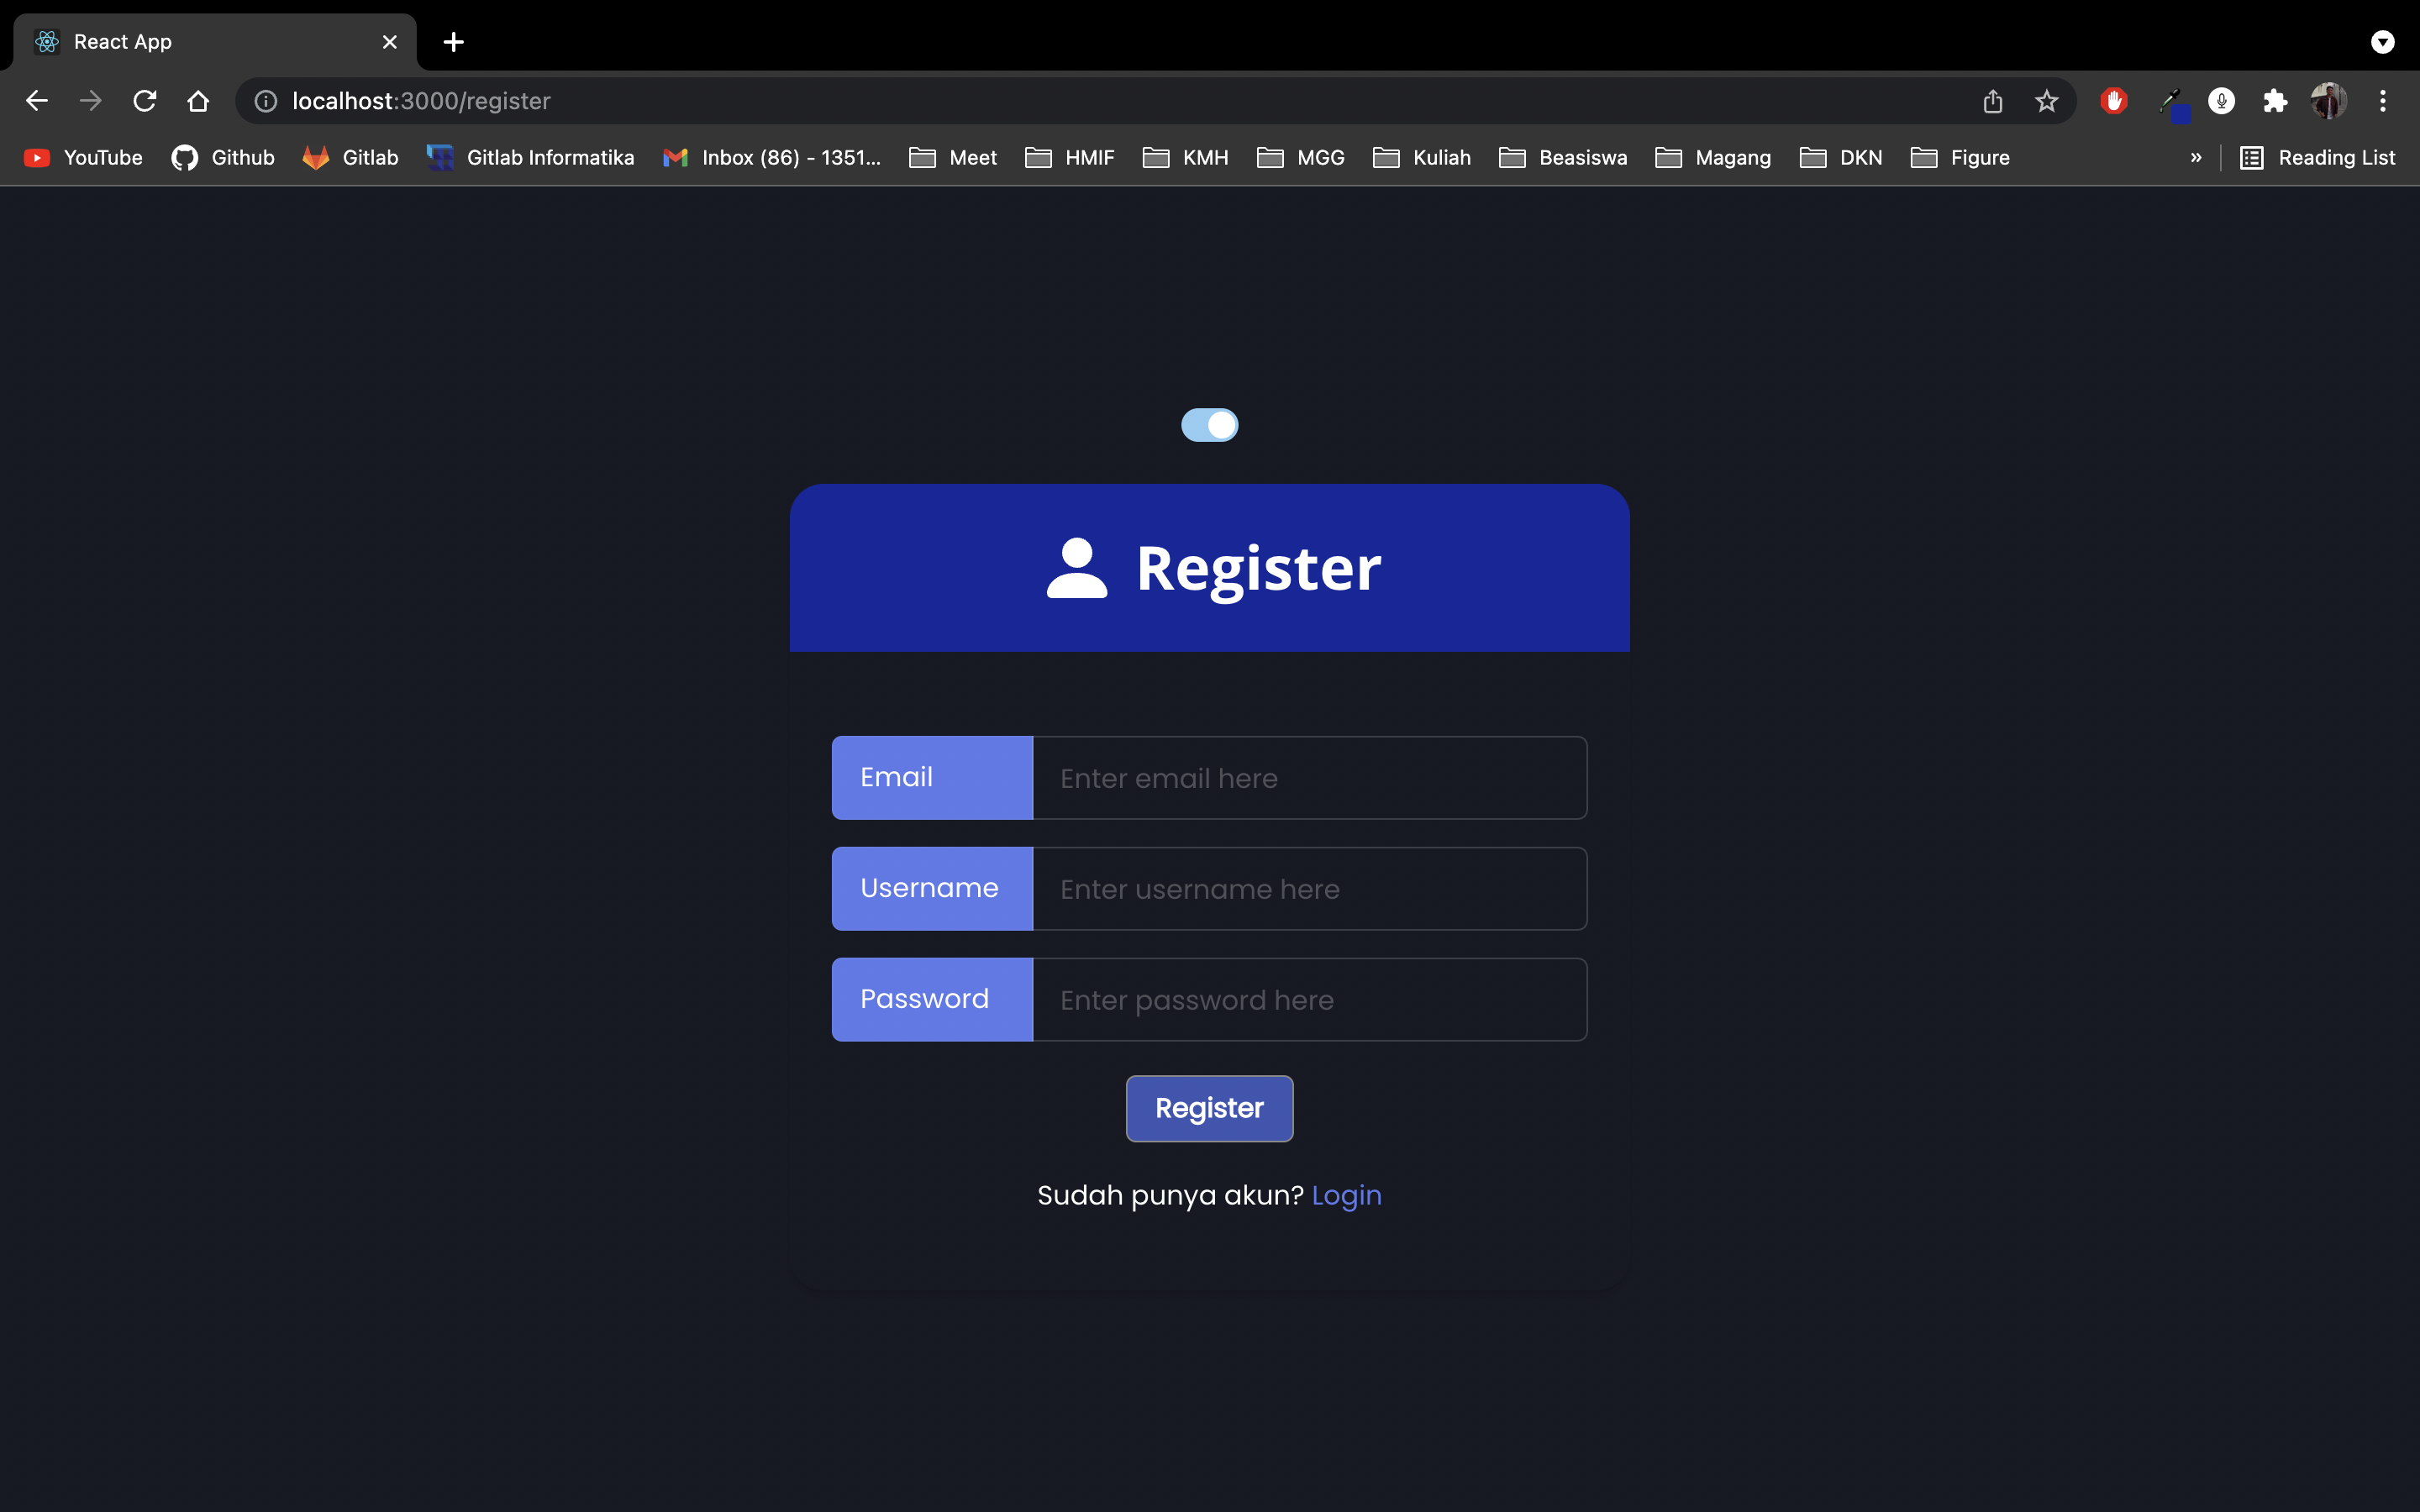 React App
localhost:3000/register
YouTube Github Gitlab Gitlab Informatika Inbox (86) - 1351... Meet HMIF KMH MGG Kuliah Beasiswa Magang DKN Figure » Reading List
Register
Email Enter email here
Username Enter username here
Password Enter password here
Register
Sudah punya akun? Login